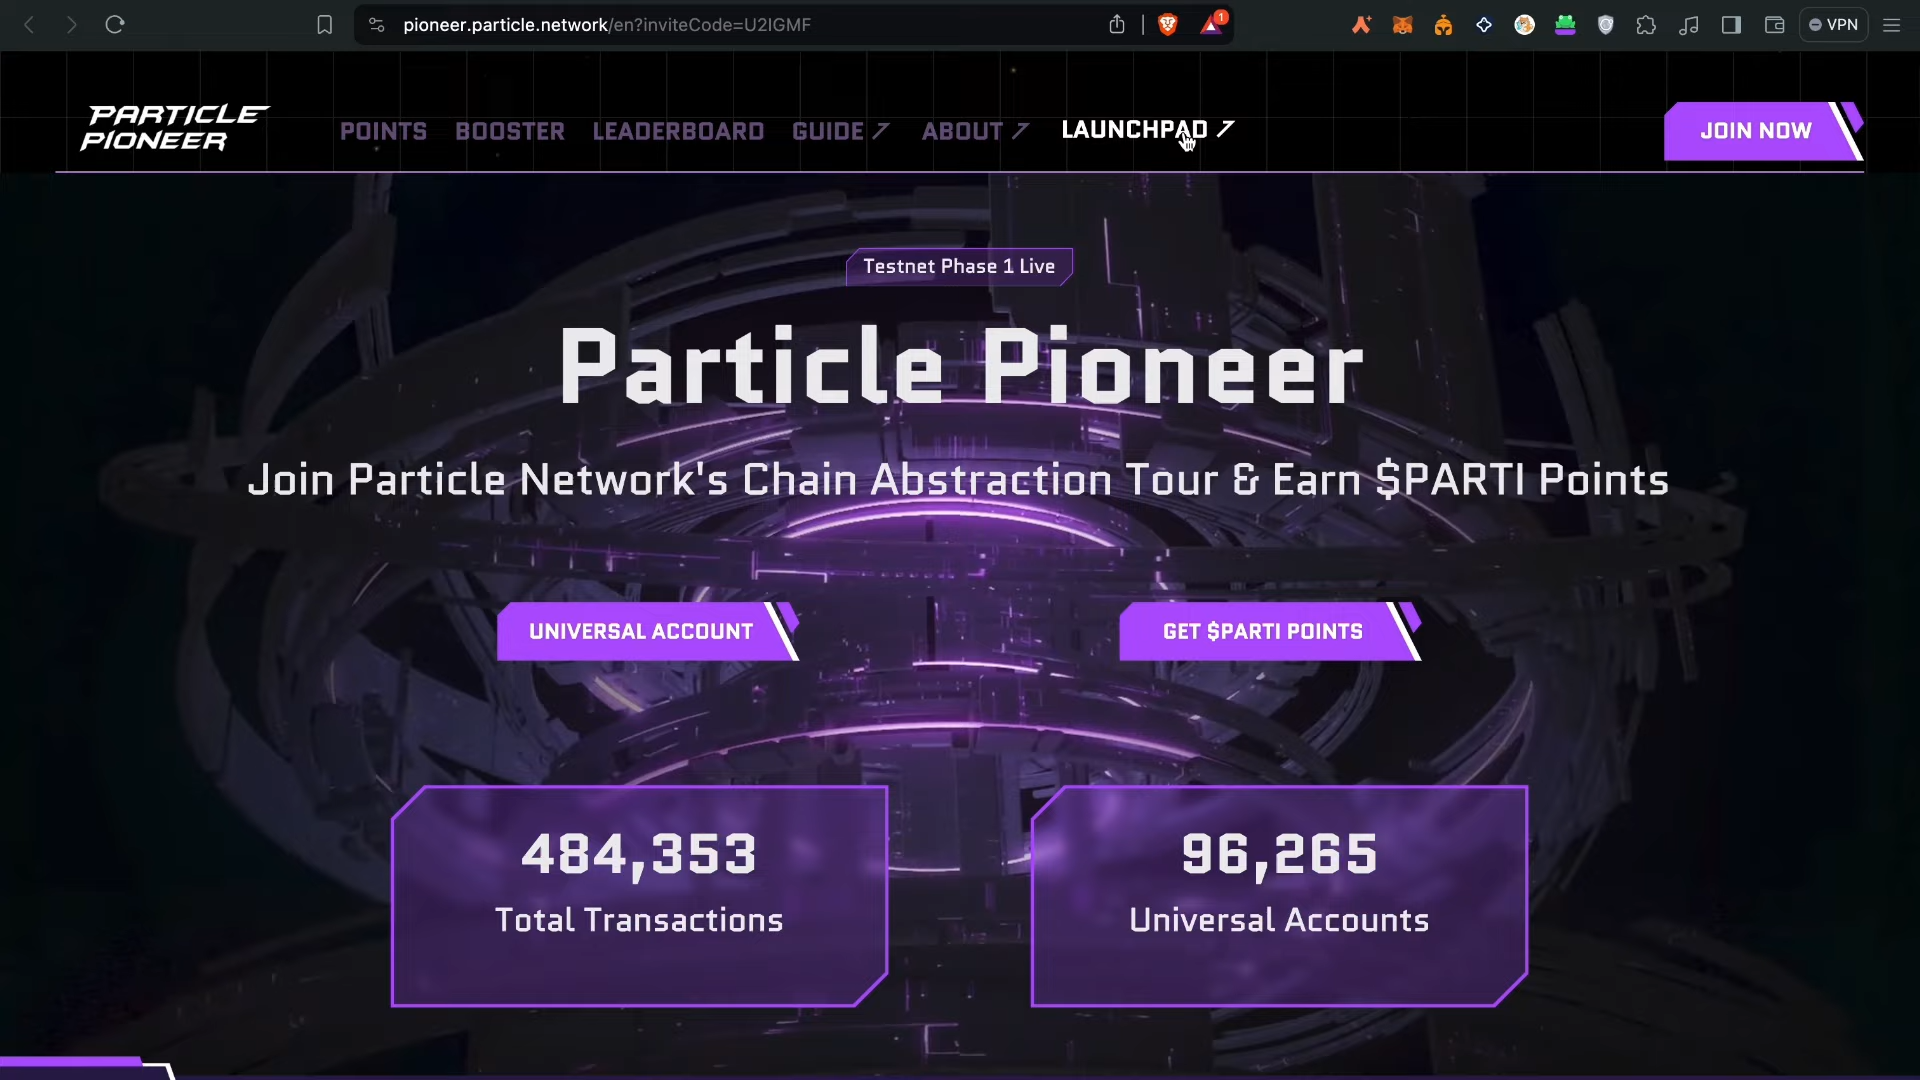 pioneer.particle.network/en?inviteCode=U2IGMF
1
VPN
PARTICLE
PIONEER
POINTS
BOOSTER
LEADERBOARD
GUIDE
ABOUT
LAUNCHPAD
JOIN NOW
Testnet Phase 1 Live
Particle Pioneer
Join Particle Network's Chain Abstraction Tour & Earn $PARTI Points
UNIVERSAL ACCOUNT
GET $PARTI POINTS
484,353
Total Transactions
96,265
Universal Accounts